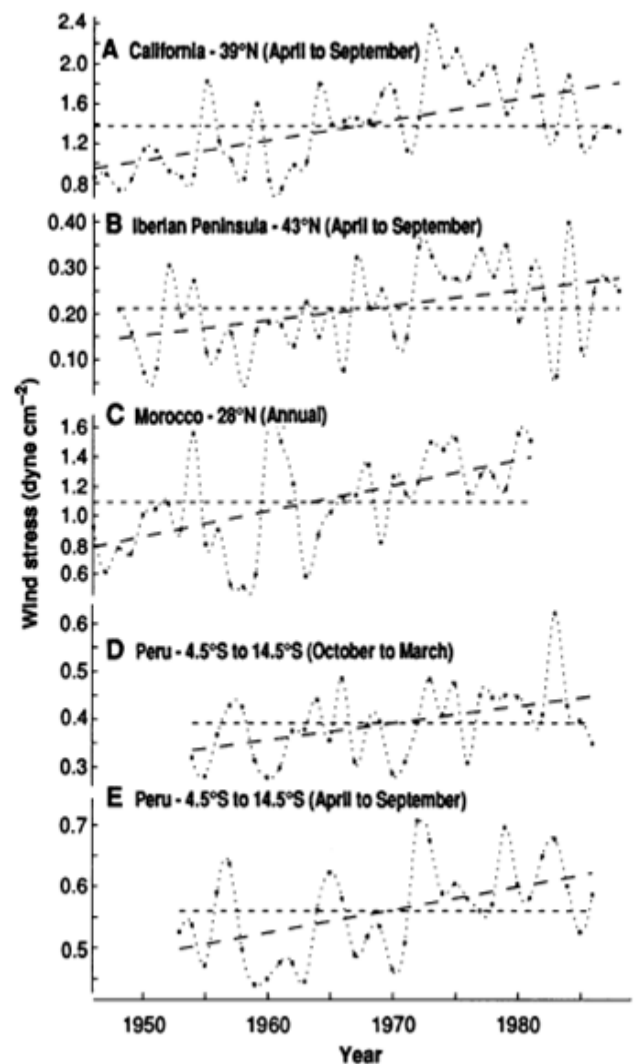 2.4
A California - 39°N (April to September)
2.0
1.6
1.2
0.8
0.40
B Iberian Peninsula - 43°N (April to September)
0.30
0.20
0.10
C Morocco - 28°N (Annual)
1.6
1.4
1.2
1.0
0.8
0.6
Wind stress (dyne cm⁻²)
0.6
D Peru - 4.5°S to 14.5°S (October to March)
0.5
0.4
0.3
E Peru - 4.5°S to 14.5°S (April to September)
0.7
0.6
0.5
1950 1960 1970 1980
Year